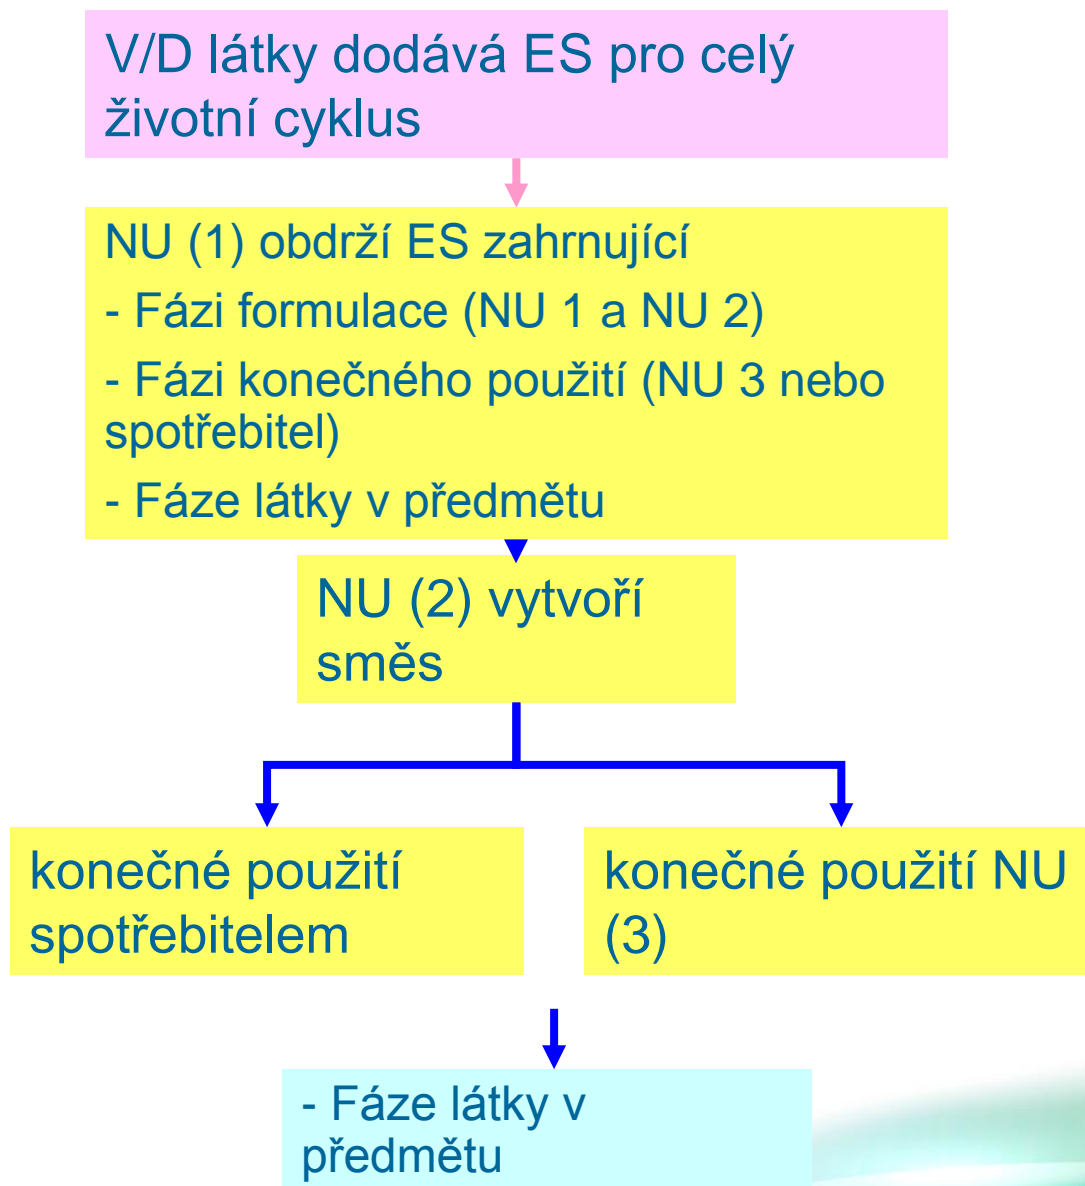 V/D látky dodává ES pro celý
životní cyklus
NU (1) obdrží ES zahrnující
- Fázi formulace (NU 1 a NU 2)
- Fázi konečného použití (NU 3 nebo
spotřebitel)
- Fáze látky v předmětu
NU (2) vytvoří
směs
konečné použití
spotřebitelem
konečné použití NU
(3)
- Fáze látky v
předmětu